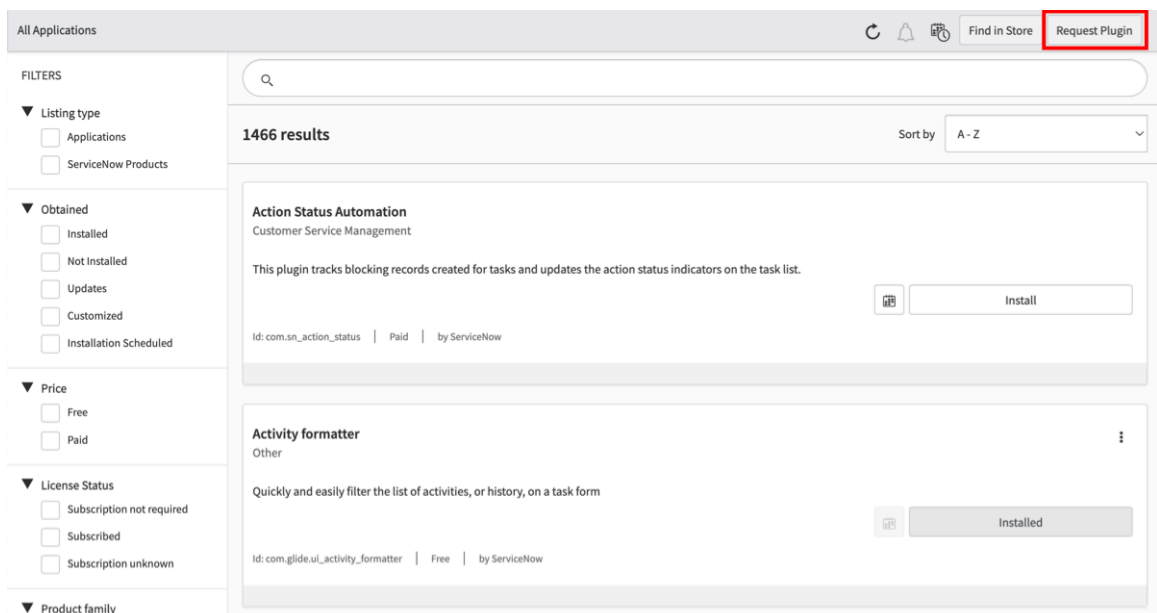 All Applications
Find in Store
Request Plugin
FILTERS
Listing type
Applications
ServiceNow Products
Obtained
Installed
Not Installed
Updates
Customized
Installation Scheduled
Price
Free
Paid
License Status
Subscription not required
Subscribed
Subscription unknown
Product family
1466 results
Sort by
A - Z
Action Status Automation
Customer Service Management
This plugin tracks blocking records created for tasks and updates the action status indicators on the task list.
Install
Id: com.sn_action_status | Paid | by ServiceNow
Activity formatter
Other
Quickly and easily filter the list of activities, or history, on a task form
Installed
Id: com.glide.ui_activity_formatter | Free | by ServiceNow